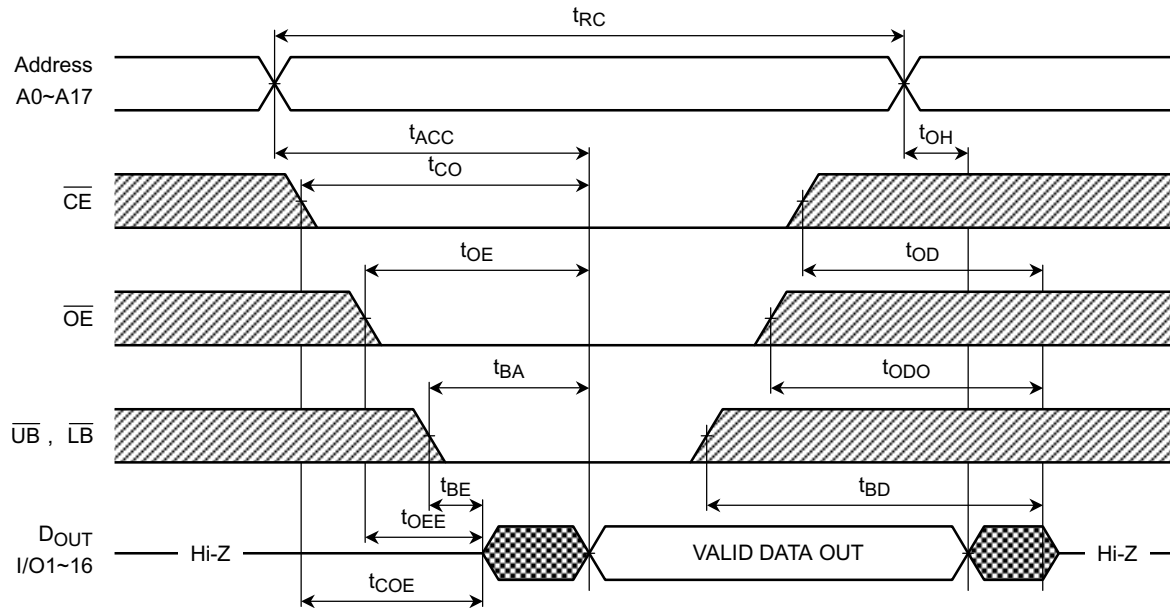 tRC
Address
A0~A17
tACC
tOH
tCO
CE
tOE
tOD
OE
tBA
tODO
UB , LB
tBE
tBD
tOEE
DOUT
I/O1~16
Hi-Z
VALID DATA OUT
Hi-Z
tCOE